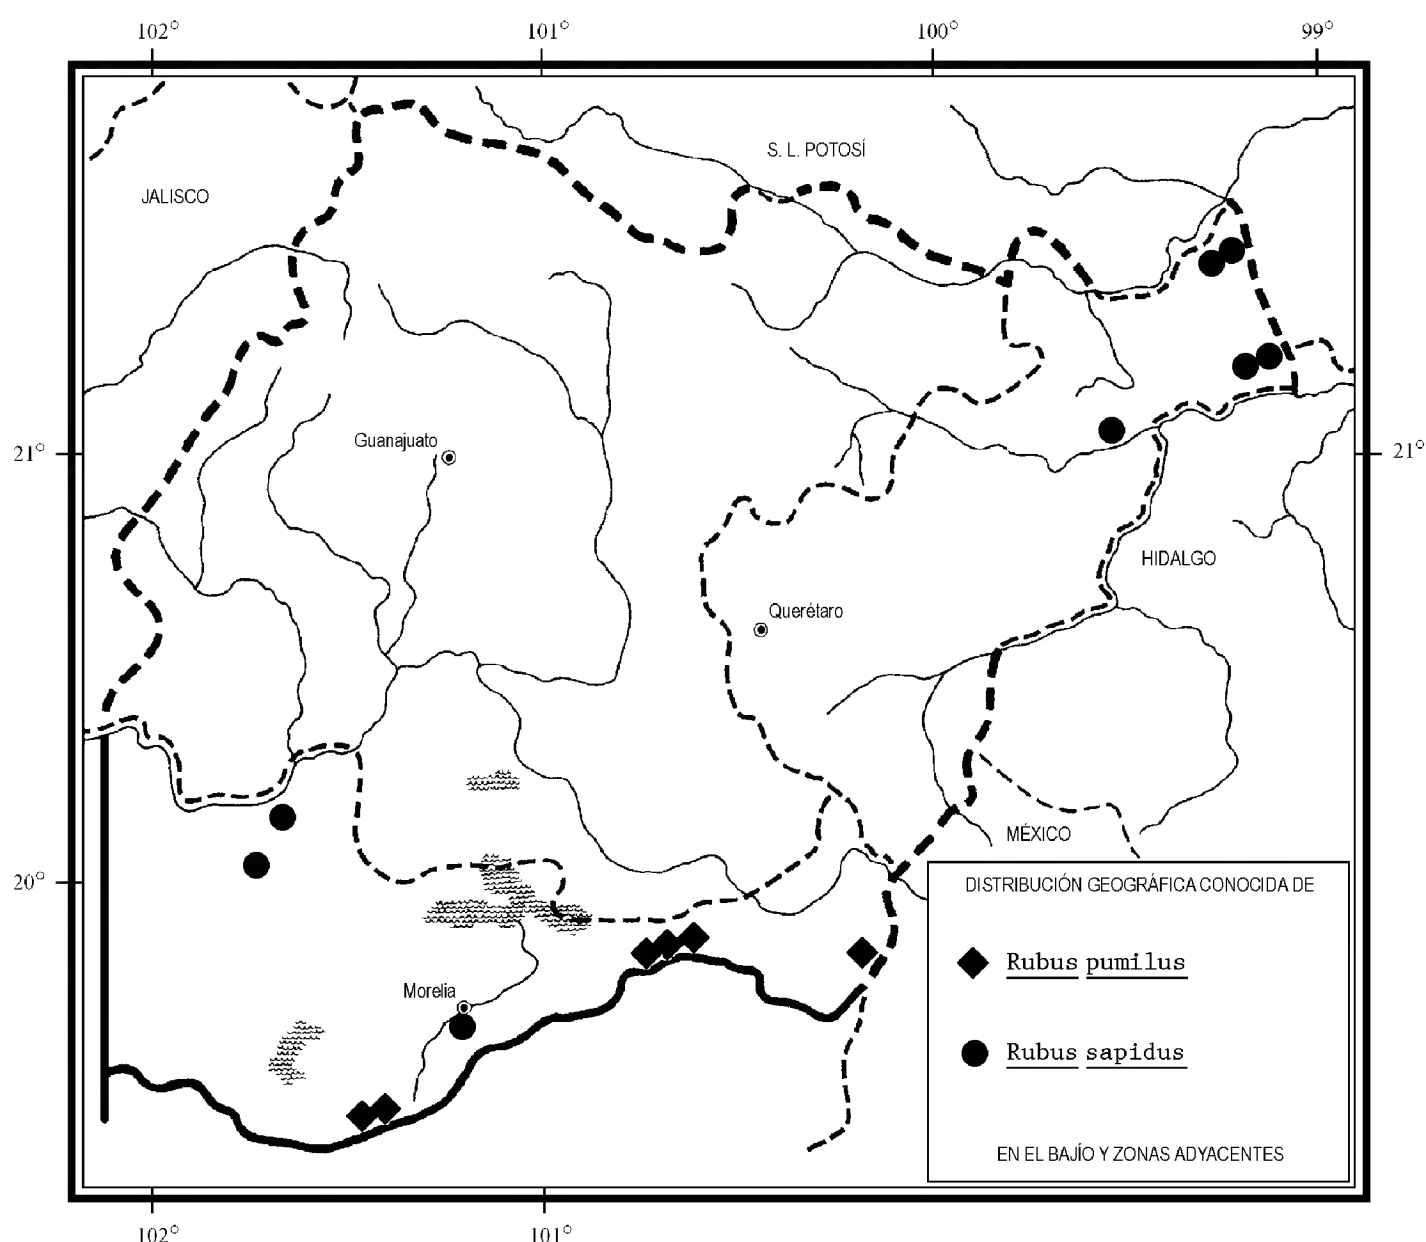 102° 101° 100° 99°
S. L. POTOSÍ
JALISCO
Guanajuato
21° 21°
HIDALGO
Querétaro
MÉXICO
20°
DISTRIBUCIÓN GEOGRÁFICA CONOCIDA DE
Rubus pumilus
Morelia
Rubus sapidus
EN EL BAJÍO Y ZONAS ADYACENTES
102° 101°